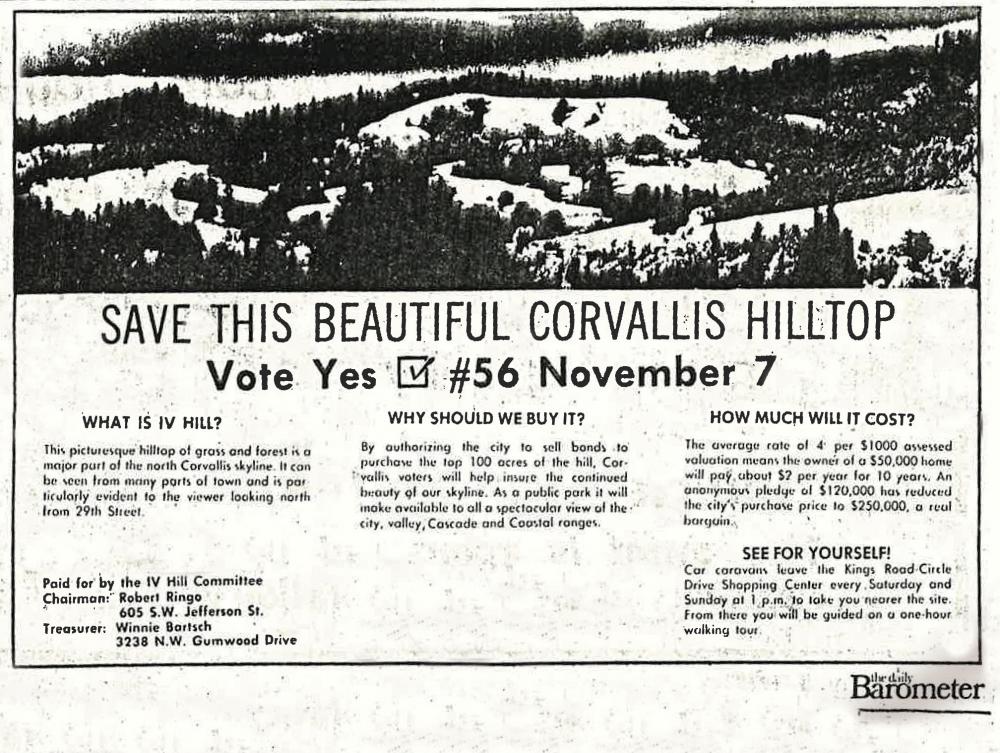 SAVE THIS BEAUTIFUL CORVALLIS HILLTOP
Vote Yes ☑ #56 November 7
WHAT IS IV HILL?
This picturesque hilltop of grass and forest is a
major part of the north Corvallis skyline. It can
be seen from many parts of town and is par
ticularly evident to the viewer looking north
from 29th Street.
Paid for by the IV Hill Committee
Chairman: Robert Ringo
605 S.W. Jefferson St.
Treasurer: Winnie Bartsch
3238 N.W. Gumwood Drive
WHY SHOULD WE BUY IT?
By authorizing the city to sell bonds to
purchase the top 100 acres of the hill, Cor-
vallis voters will help insure the continued
beauty of our skyline. As a public park it will
make available to all a spectacular view of the
city, valley, Cascade and Coastal ranges.
HOW MUCH WILL IT COST?
The average rate of 4 per $1000 assessed
valuation means the owner of a $50,000 home
will pay about $2 per year for 10 years. An
anonymous pledge of $120,000 has reduced
the city's purchase price to $250,000, a real
bargain.
SEE FOR YOURSELF!
Car caravans leave the Kings Road-Circle
Drive Shopping Center every Saturday and
Sunday at 1 p.m. to take you nearer the site.
From there you will be guided on a one-hour
walking tour.
the daily
Barometer